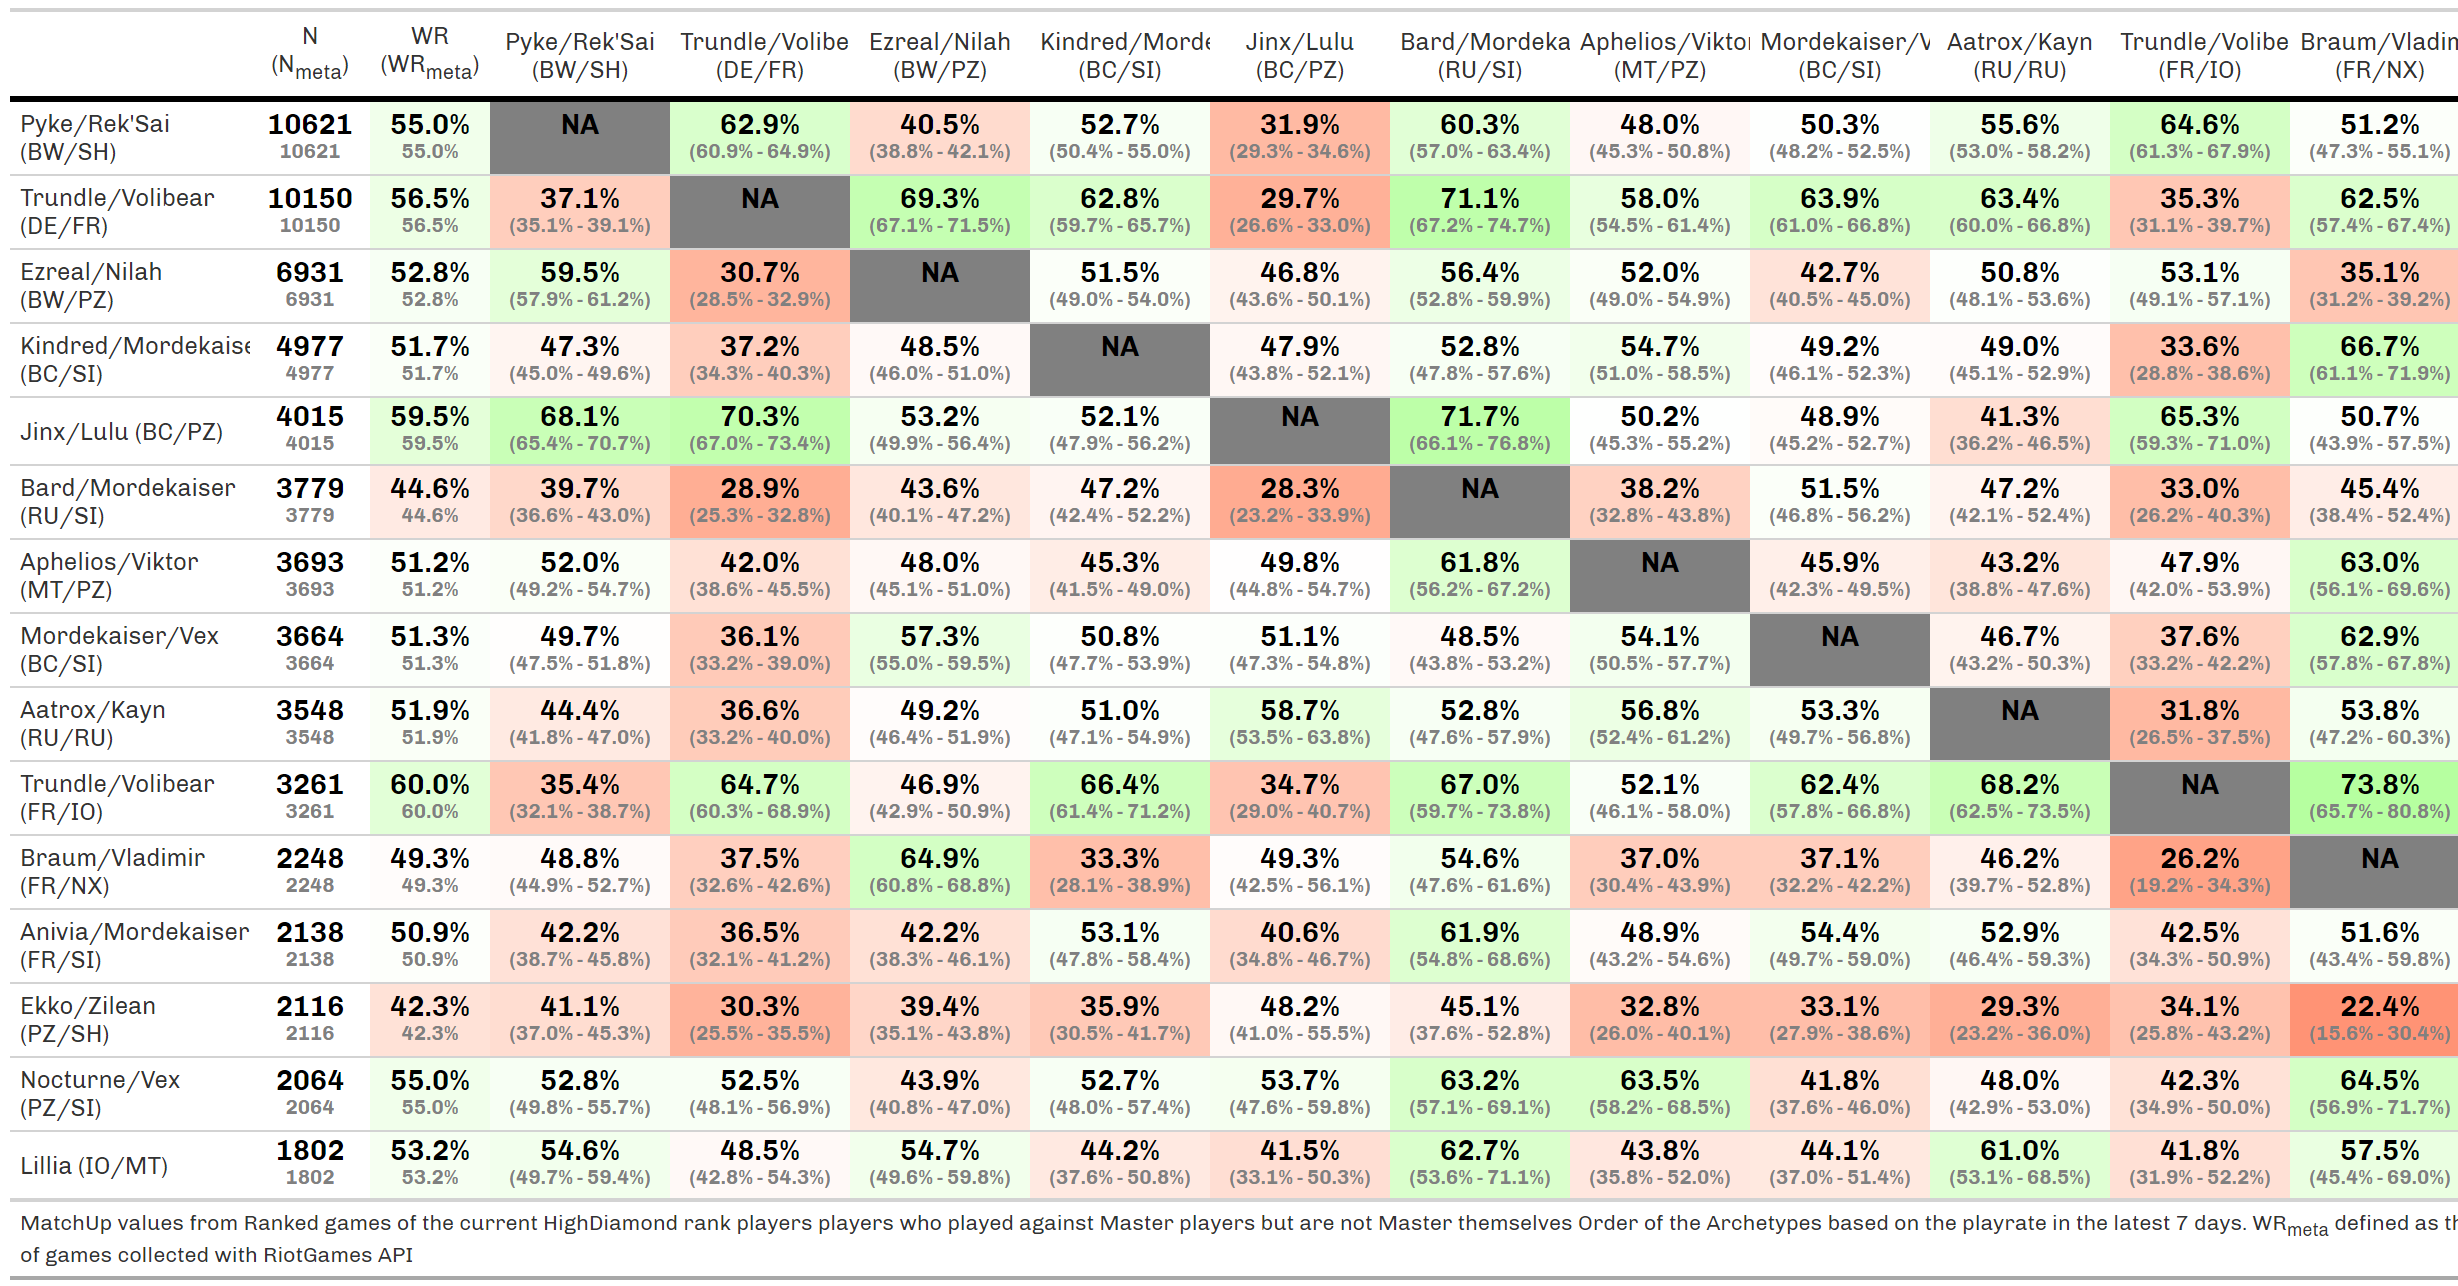 N WR Pyke/Rek'Sai Trundle/Volibe Ezreal/Nilah Kindred/Morde Jinx/Lulu Bard/Mordeka Aphelios/Viktor Mordekaiser/V Aatrox/Kayn Trundle/Volibe Braum/Vladim
(Nmeta) (WRmeta) (BW/SH) (DE/FR) (BW/PZ) (BC/SI) (BC/PZ) (RU/SI) (MT/PZ) (BC/SI) (RU/RU) (FR/IO) (FR/NX)
Pyke/Rek'Sai 10621 55.0% NA 62.9% 40.5% 52.7% 31.9% 60.3% 48.0% 50.3% 55.6% 64.6% 51.2%
(BW/SH) 10621 55.0% (60.9% - 64.9%) (38.8% - 42.1%) (50.4% - 55.0%) (29.3% - 34.6%) (57.0% - 63.4%) (45.3% - 50.8%) (48.2% - 52.5%) (53.0% - 58.2%) (61.3% - 67.9%) (47.3% - 55.1%)
Trundle/Volibear 10150 56.5% 37.1% NA 69.3% 62.8% 29.7% 71.1% 58.0% 63.9% 63.4% 35.3% 62.5%
(DE/FR) 10150 56.5% (35.1% - 39.1%) (67.1% - 71.5%) (59.7% - 65.7%) (26.6% - 33.0%) (67.2% - 74.7%) (54.5% - 61.4%) (61.0% - 66.8%) (60.0% - 66.8%) (31.1% - 39.7%) (57.4% - 67.4%)
Ezreal/Nilah 6931 52.8% 59.5% 30.7% NA 51.5% 46.8% 56.4% 52.0% 42.7% 50.8% 53.1% 35.1%
(BW/PZ) 6931 52.8% (57.9% - 61.2%) (28.5% - 32.9%) (49.0% - 54.0%) (43.6% - 50.1%) (52.8% - 59.9%) (49.0% - 54.9%) (40.5% - 45.0%) (48.1% - 53.6%) (49.1% - 57.1%) (31.2% - 39.2%)
Kindred/Mordekaise 4977 51.7% 47.3% 37.2% 48.5% NA 47.9% 52.8% 54.7% 49.2% 49.0% 33.6% 66.7%
(BC/SI) 4977 51.7% (45.0% - 49.6%) (34.3% - 40.3%) (46.0% - 51.0%) (43.8% - 52.1%) (47.8% - 57.6%) (51.0% - 58.5%) (46.1% - 52.3%) (45.1% - 52.9%) (28.8% - 38.6%) (61.1% - 71.9%)
Jinx/Lulu (BC/PZ) 4015 59.5% 68.1% 70.3% 53.2% 52.1% NA 71.7% 50.2% 48.9% 41.3% 65.3% 50.7%
4015 59.5% (65.4% - 70.7%) (67.0% - 73.4%) (49.9% - 56.4%) (47.9% - 56.2%) (66.1% - 76.8%) (45.3% - 55.2%) (45.2% - 52.7%) (36.2% - 46.5%) (59.3% - 71.0%) (43.9% - 57.5%)
Bard/Mordekaiser 3779 44.6% 39.7% 28.9% 43.6% 47.2% 28.3% NA 38.2% 51.5% 47.2% 33.0% 45.4%
(RU/SI) 3779 44.6% (36.6% - 43.0%) (25.3% - 32.8%) (40.1% - 47.2%) (42.4% - 52.2%) (23.2% - 33.9%) (32.8% - 43.8%) (46.8% - 56.2%) (42.1% - 52.4%) (26.2% - 40.3%) (38.4% - 52.4%)
Aphelios/Viktor 3693 51.2% 52.0% 42.0% 48.0% 45.3% 49.8% 61.8% NA 45.9% 43.2% 47.9% 63.0%
(MT/PZ) 3693 51.2% (49.2% - 54.7%) (38.6% - 45.5%) (45.1% - 51.0%) (41.5% - 49.0%) (44.8% - 54.7%) (56.2% - 67.2%) (42.3% - 49.5%) (38.8% - 47.6%) (42.0% - 53.9%) (56.1% - 69.6%)
Mordekaiser/Vex 3664 51.3% 49.7% 36.1% 57.3% 50.8% 51.1% 48.5% 54.1% NA 46.7% 37.6% 62.9%
(BC/SI) 3664 51.3% (47.5% - 51.8%) (33.2% - 39.0%) (55.0% - 59.5%) (47.7% - 53.9%) (47.3% - 54.8%) (43.8% - 53.2%) (50.5% - 57.7%) (43.2% - 50.3%) (33.2% - 42.2%) (57.8% - 67.8%)
Aatrox/Kayn 3548 51.9% 44.4% 36.6% 49.2% 51.0% 58.7% 52.8% 56.8% 53.3% NA 31.8% 53.8%
(RU/RU) 3548 51.9% (41.8% - 47.0%) (33.2% - 40.0%) (46.4% - 51.9%) (47.1% - 54.9%) (53.5% - 63.8%) (47.6% - 57.9%) (52.4% - 61.2%) (49.7% - 56.8%) (26.5% - 37.5%) (47.2% - 60.3%)
Trundle/Volibear 3261 60.0% 35.4% 64.7% 46.9% 66.4% 34.7% 67.0% 52.1% 62.4% 68.2% NA 73.8%
(FR/IO) 3261 60.0% (32.1% - 38.7%) (60.3% - 68.9%) (42.9% - 50.9%) (61.4% - 71.2%) (29.0% - 40.7%) (59.7% - 73.8%) (46.1% - 58.0%) (57.8% - 66.8%) (62.5% - 73.5%) (65.7% - 80.8%)
Braum/Vladimir 2248 49.3% 48.8% 37.5% 64.9% 33.3% 49.3% 54.6% 37.0% 37.1% 46.2% 26.2% NA
(FR/NX) 2248 49.3% (44.9% - 52.7%) (32.6% - 42.6%) (60.8% - 68.8%) (28.1% - 38.9%) (42.5% - 56.1%) (47.6% - 61.6%) (30.4% - 43.9%) (32.2% - 42.2%) (39.7% - 52.8%) (19.2% - 34.3%)
Anivia/Mordekaiser 2138 50.9% 42.2% 36.5% 42.2% 53.1% 40.6% 61.9% 48.9% 54.4% 52.9% 42.5% 51.6%
(FR/SI) 2138 50.9% (38.7% - 45.8%) (32.1% - 41.2%) (38.3% - 46.1%) (47.8% - 58.4%) (34.8% - 46.7%) (54.8% - 68.6%) (43.2% - 54.6%) (49.7% - 59.0%) (46.4% - 59.3%) (34.3% - 50.9%) (43.4% - 59.8%)
Ekko/Zilean 2116 42.3% 41.1% 30.3% 39.4% 35.9% 48.2% 45.1% 32.8% 33.1% 29.3% 34.1% 22.4%
(PZ/SH) 2116 42.3% (37.0% - 45.3%) (25.5% - 35.5%) (35.1% - 43.8%) (30.5% - 41.7%) (41.0% - 55.5%) (37.6% - 52.8%) (26.0% - 40.1%) (27.9% - 38.6%) (23.2% - 36.0%) (25.8% - 43.2%) (15.6% - 30.4%)
Nocturne/Vex 2064 55.0% 52.8% 52.5% 43.9% 52.7% 53.7% 63.2% 63.5% 41.8% 48.0% 42.3% 64.5%
(PZ/SI) 2064 55.0% (49.8% - 55.7%) (48.1% - 56.9%) (40.8% - 47.0%) (48.0% - 57.4%) (47.6% - 59.8%) (57.1% - 69.1%) (58.2% - 68.5%) (37.6% - 46.0%) (42.9% - 53.0%) (34.9% - 50.0%) (56.9% - 71.7%)
Lillia (IO/MT) 1802 53.2% 54.6% 48.5% 54.7% 44.2% 41.5% 62.7% 43.8% 44.1% 61.0% 41.8% 57.5%
1802 53.2% (49.7% - 59.4%) (42.8% - 54.3%) (49.6% - 59.8%) (37.6% - 50.8%) (33.1% - 50.3%) (53.6% - 71.1%) (35.8% - 52.0%) (37.0% - 51.4%) (53.1% - 68.5%) (31.9% - 52.2%) (45.4% - 69.0%)
MatchUp values from Ranked games of the current HighDiamond rank players players who played against Master players but are not Master themselves Order of the Archetypes based on the playrate in the latest 7 days. WRmeta defined as th
of games collected with RiotGames API